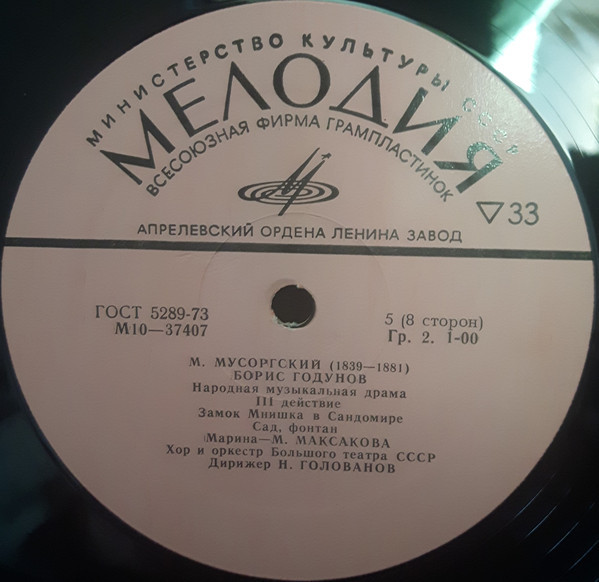 МИНИСТЕРСТВО КУЛЬТУРЫ СССР
МЕЛОДИЯ
ВСЕСОЮЗНАЯ ФИРМА ГРАМПЛАСТИНОК
▽33
АПРЕЛЕВСКИЙ ОРДЕНА ЛЕНИНА ЗАВОД
ГОСТ 5289-73
М10—37407
5 (8 сторон)
Гр. 2. 1-00
М. МУСОРГСКИЙ (1839—1881)
БОРИС ГОДУНОВ
Народная музыкальная драма
III действие
Замок Мнишка в Сандомире
Сад, фонтан
Марина—М. МАКСАКОВА
Хор и оркестр Большого театра СССР
Дирижер Н. ГОЛОВАНОВ